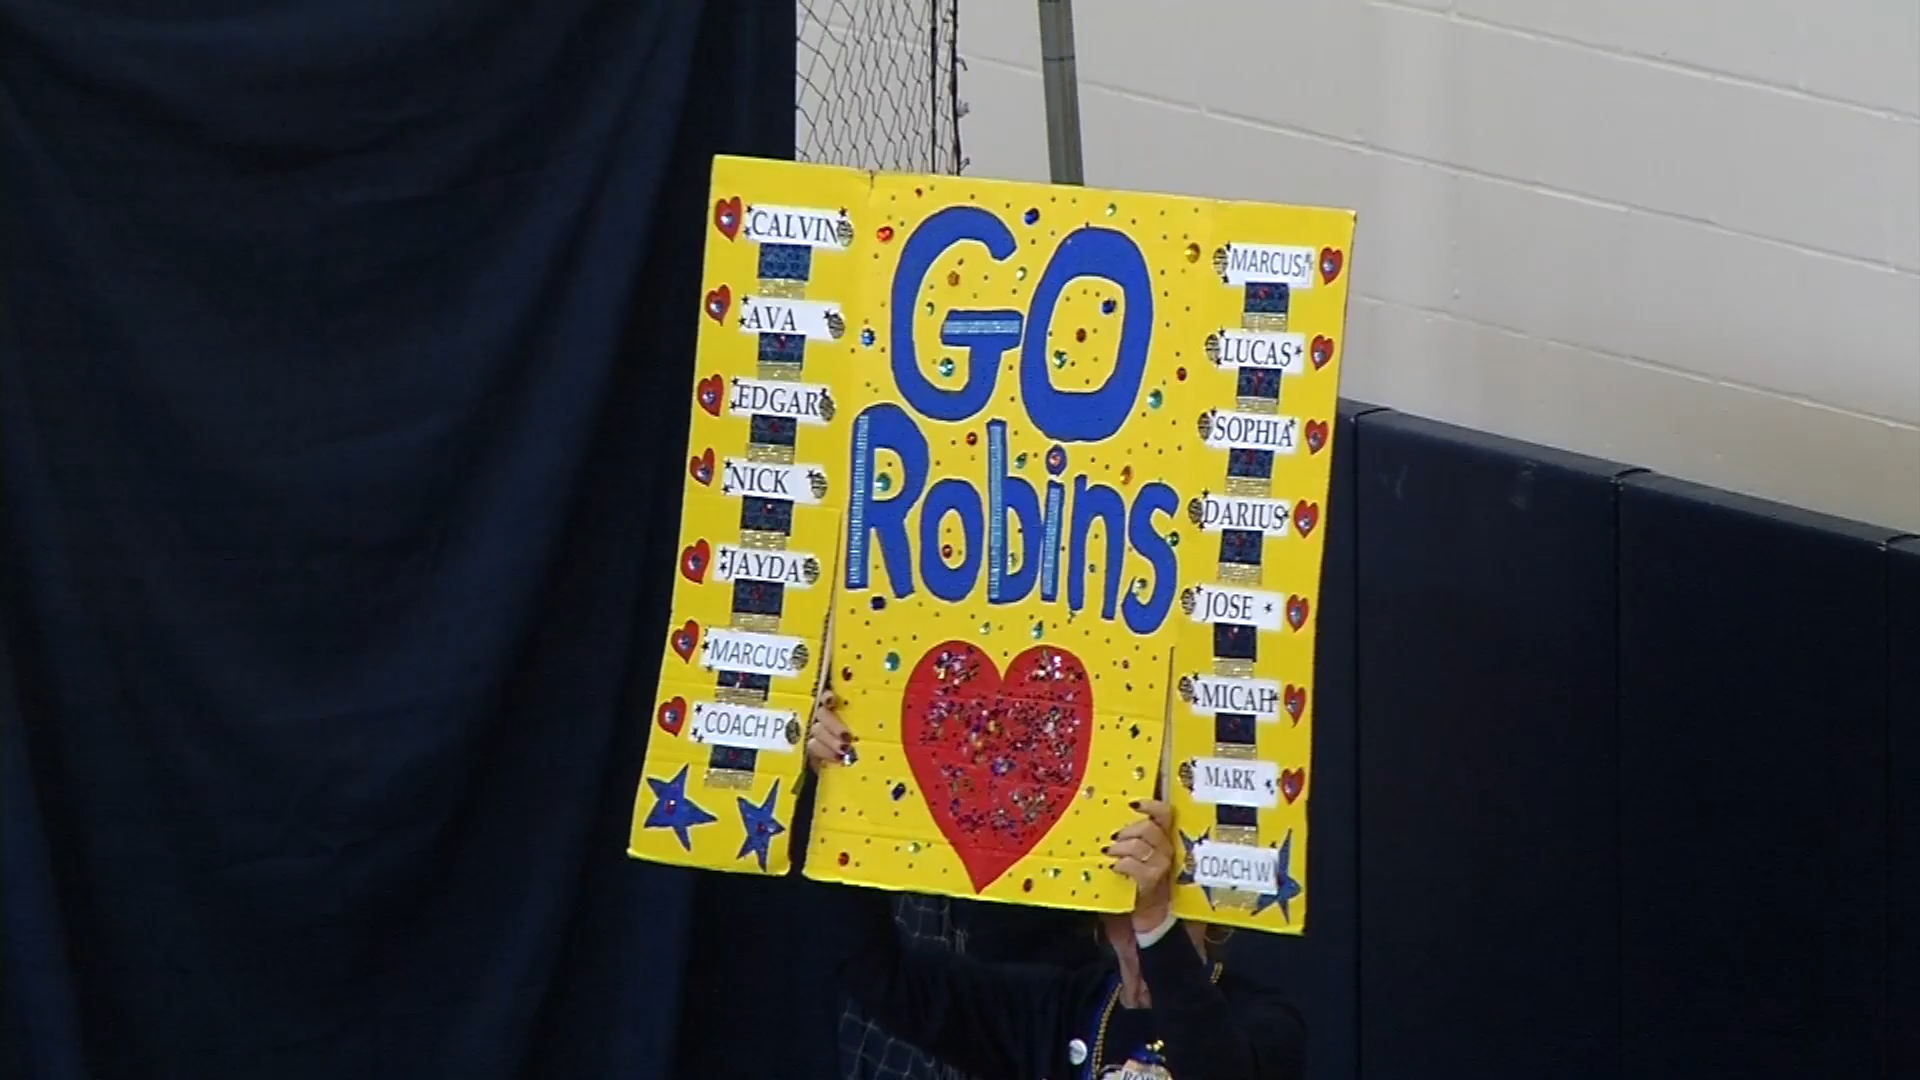 GO
Robins
CALVIN
AVA
EDGAR
NICK
JAYDA
MARCUS
COACH P
MARCUS
LUCAS
SOPHIA
DARIUS
JOSE
MICAH
MARK
COACH W